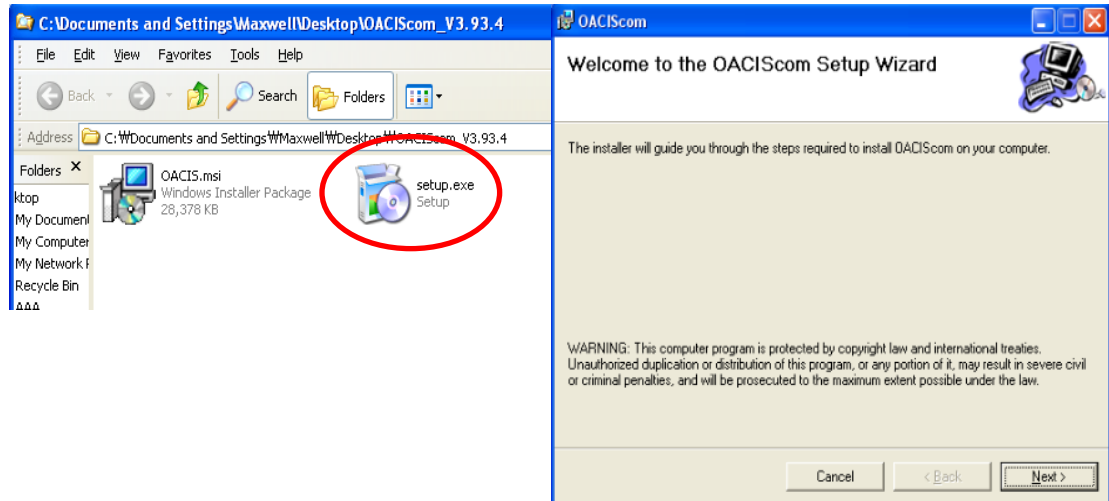 C:\Documents and Settings\Maxwell\Desktop\OACIScom_V3.93.4
File Edit View Favorites Tools Help
Back Search Folders
Address C:₩Documents and Settings₩Maxwell₩Desktop₩OACIScom_V3.93.4
Folders X
ktop
My Document
My Computer
My Network
Recycle Bin
AAA
OACIS.msi
Windows Installer Package
28,378 KB
setup.exe
Setup
OACIScom
Welcome to the OACIScom Setup Wizard
The installer will guide you through the steps required to install OACIScom on your computer.
WARNING: This computer program is protected by copyright law and international treaties.
Unauthorized duplication or distribution of this program, or any portion of it, may result in severe civil
or criminal penalties, and will be prosecuted to the maximum extent possible under the law.
Cancel < Back Next >